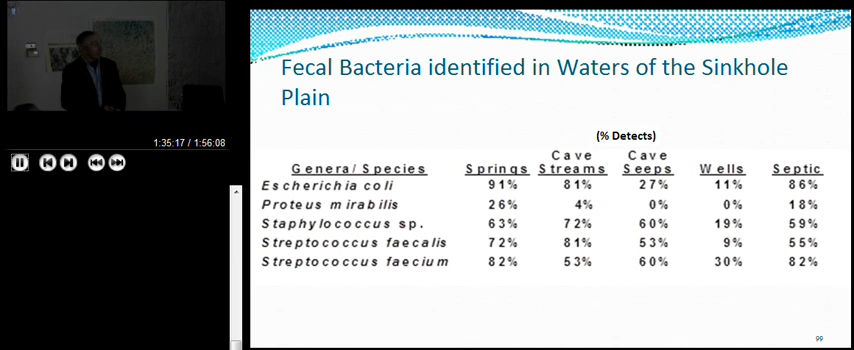 1:35:17 / 1:56:08
Fecal Bacteria identified in Waters of the Sinkhole
Plain
(% Detects)
Genera/ Species Springs Cave Streams Cave Seeps Wells Septic
Escherichia coli 91% 81% 27% 11% 86%
Proteus mirabilis 26% 4% 0% 0% 18%
Staphylococcus sp. 63% 72% 60% 19% 59%
Streptococcus faecalis 72% 81% 53% 9% 55%
Streptococcus faecium 82% 53% 60% 30% 82%
99